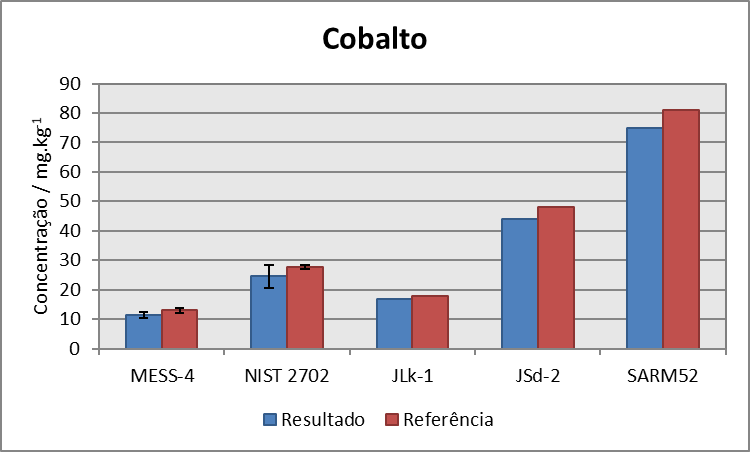 Cobalto
Concentração / mg.kg⁻¹
90
80
70
60
50
40
30
20
10
0
MESS-4 NIST 2702 JLk-1 JSd-2 SARM52
Resultado Referência